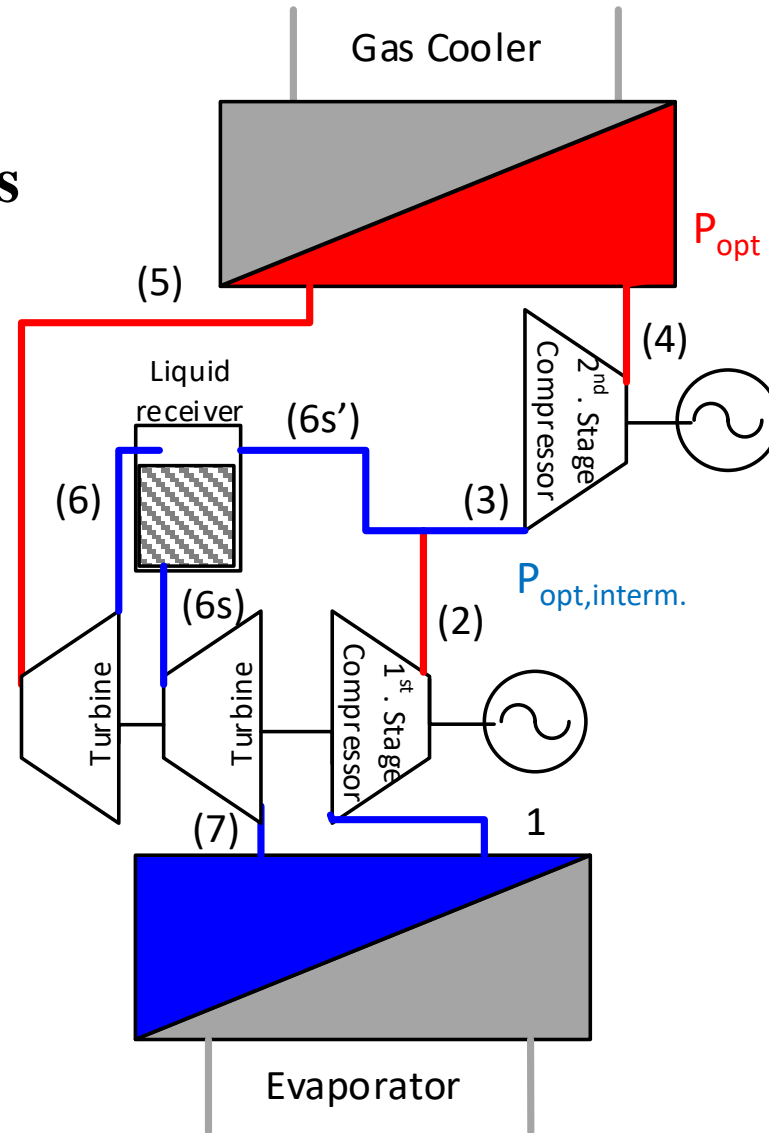 Gas Cooler
s
P_opt
(5)
(4)
Liquid
receiver
(6s’)
2nd . Stage
Compressor
(6)
(3)
P_opt,interm.
(6s)
(2)
Turbine
Turbine
1st . Stage
Compressor
(7)
1
Evaporator